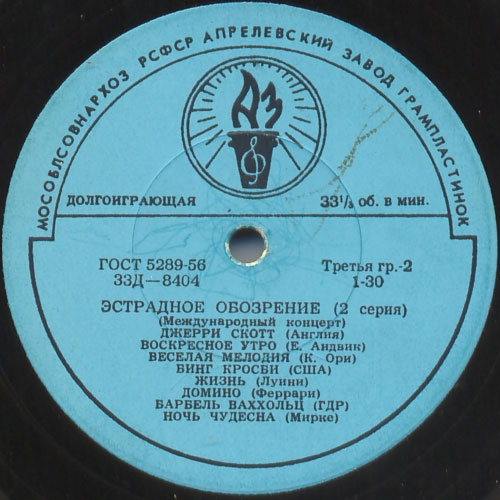 МОСОБЛСОВНАРХОЗ РСФСР АПРЕЛЕВСКИЙ ЗАВОД ГРАМПЛАСТИНОК
АЗ
ДОЛГОИГРАЮЩАЯ 33⅓ об. в мин.
ГОСТ 5289-56 Третья гр.-2
33Д—8404 1-30
ЭСТРАДНОЕ ОБОЗРЕНИЕ (2 серия)
(Международный концерт)
ДЖЕРРИ СКОТТ (Англия)
ВОСКРЕСНОЕ УТРО (Е. Андвик)
ВЕСЕЛАЯ МЕЛОДИЯ (К. Ори)
БИНГ КРОСБИ (США)
ЖИЗНЬ (Луини)
ДОМИНО (Феррари)
БАРБЕЛЬ ВАХХОЛЬЦ (ГДР)
НОЧЬ ЧУДЕСНА (Мирке)